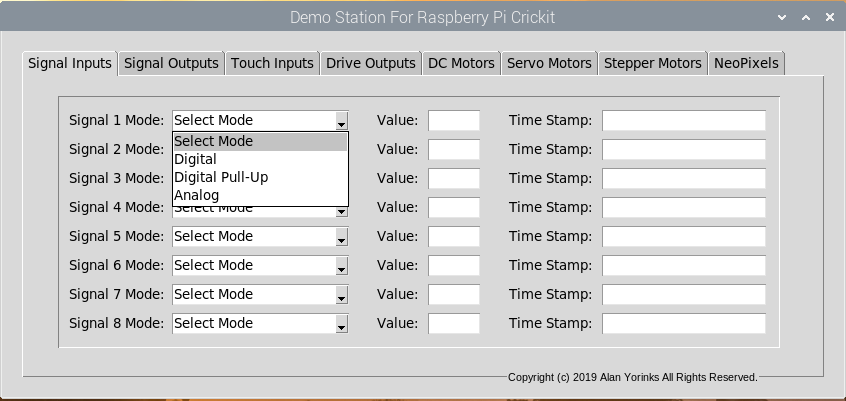 Demo Station For Raspberry Pi Crickit
Signal Inputs Signal Outputs Touch Inputs Drive Outputs DC Motors Servo Motors Stepper Motors NeoPixels
Signal 1 Mode: Select Mode Value: Time Stamp:
Select Mode
Signal 2 Mode: Value: Time Stamp:
Digital
Signal 3 Mode: Digital Pull-Up Value: Time Stamp:
Analog
Signal 4 Mode: Select Mode Value: Time Stamp:
Signal 5 Mode: Select Mode Value: Time Stamp:
Signal 6 Mode: Select Mode Value: Time Stamp:
Signal 7 Mode: Select Mode Value: Time Stamp:
Signal 8 Mode: Select Mode Value: Time Stamp:
Copyright (c) 2019 Alan Yorinks All Rights Reserved.